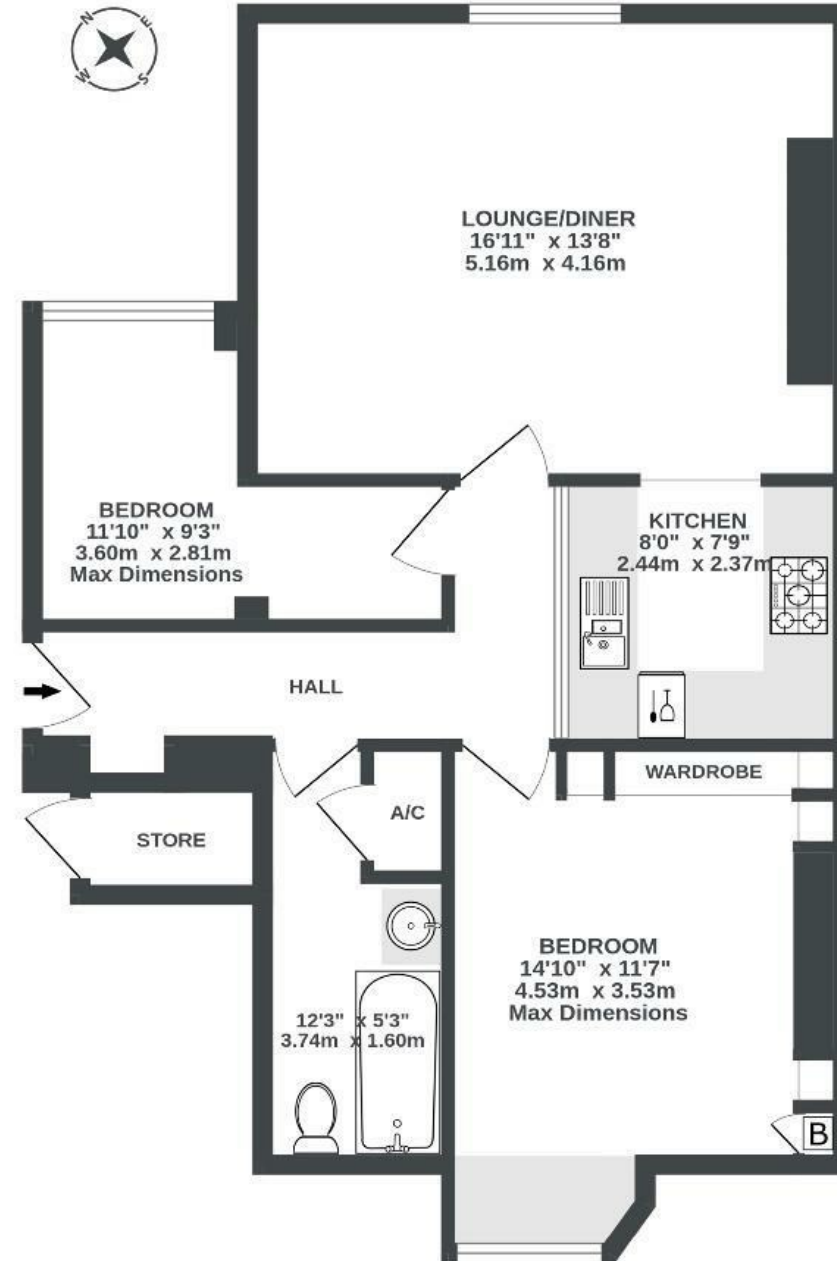 N
E
W
S
LOUNGE/DINER
16'11" x 13'8"
5.16m x 4.16m
BEDROOM
11'10" x 9'3"
3.60m x 2.81m
Max Dimensions
KITCHEN
8'0" x 7'9"
2.44m x 2.37m
HALL
WARDROBE
A/C
STORE
BEDROOM
14'10" x 11'7"
4.53m x 3.53m
Max Dimensions
12'3" x 5'3"
3.74m x 1.60m
B